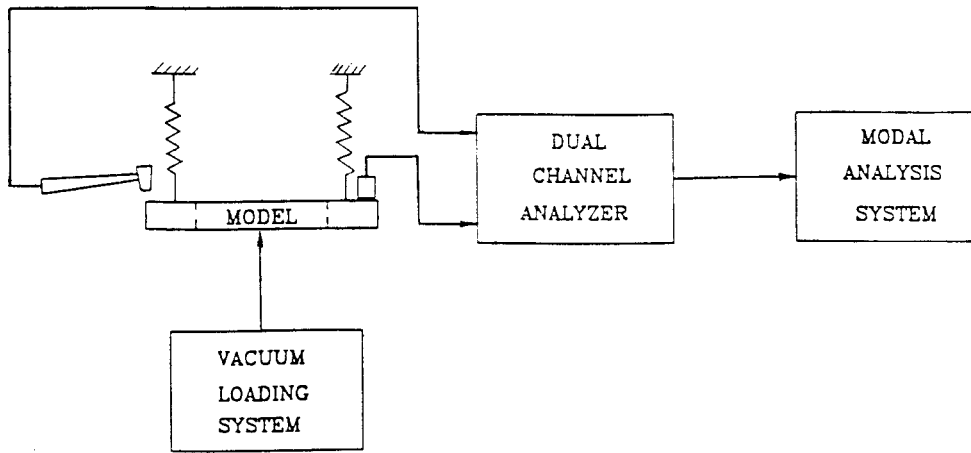 DUAL
CHANNEL
ANALYZER
MODAL
ANALYSIS
SYSTEM
MODEL
VACUUM
LOADING
SYSTEM